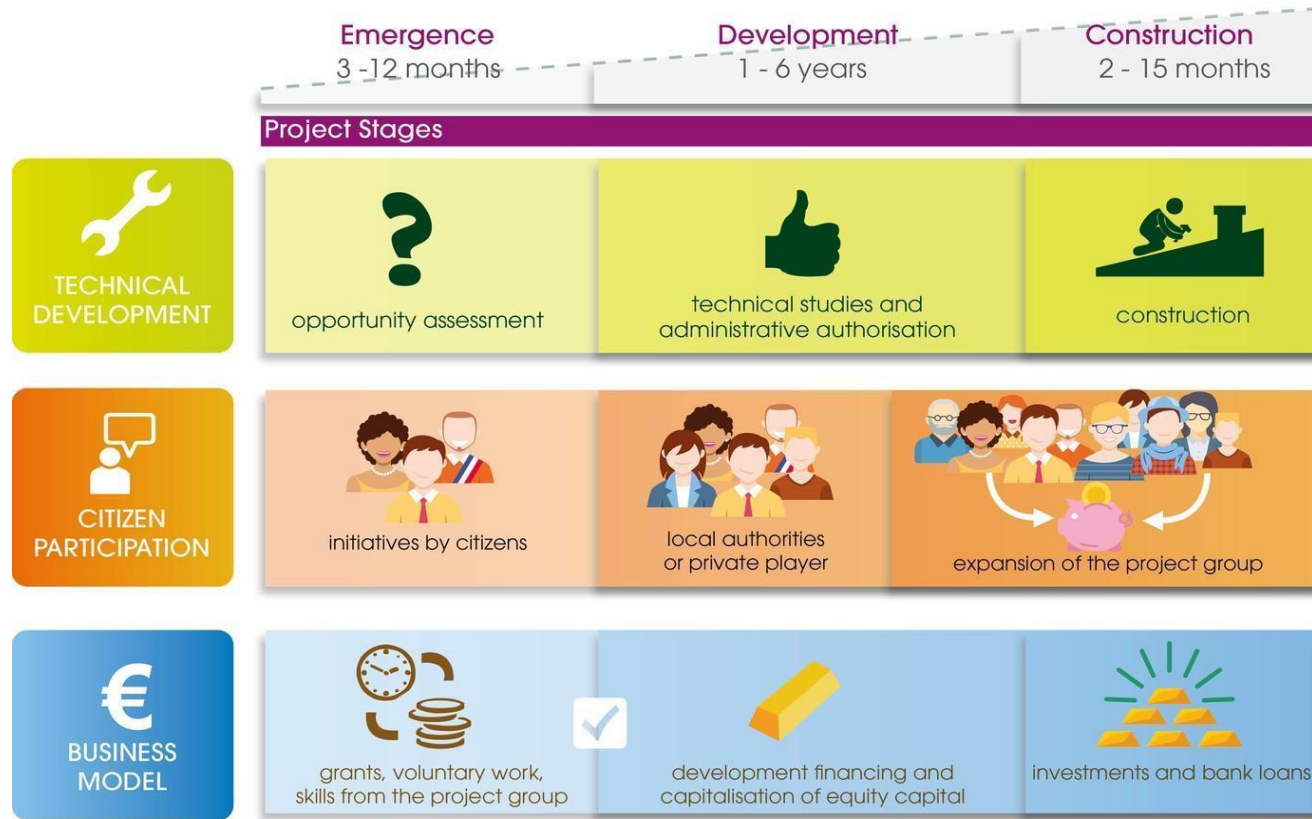 Emergence
3 -12 months
Development
1 - 6 years
Construction
2 - 15 months
Project Stages
TECHNICAL
DEVELOPMENT
opportunity assessment
technical studies and
administrative authorisation
construction
CITIZEN
PARTICIPATION
initiatives by citizens
local authorities
or private player
expansion of the project group
€
BUSINESS
MODEL
grants, voluntary work,
skills from the project group
development financing and
capitalisation of equity capital
investments and bank loans